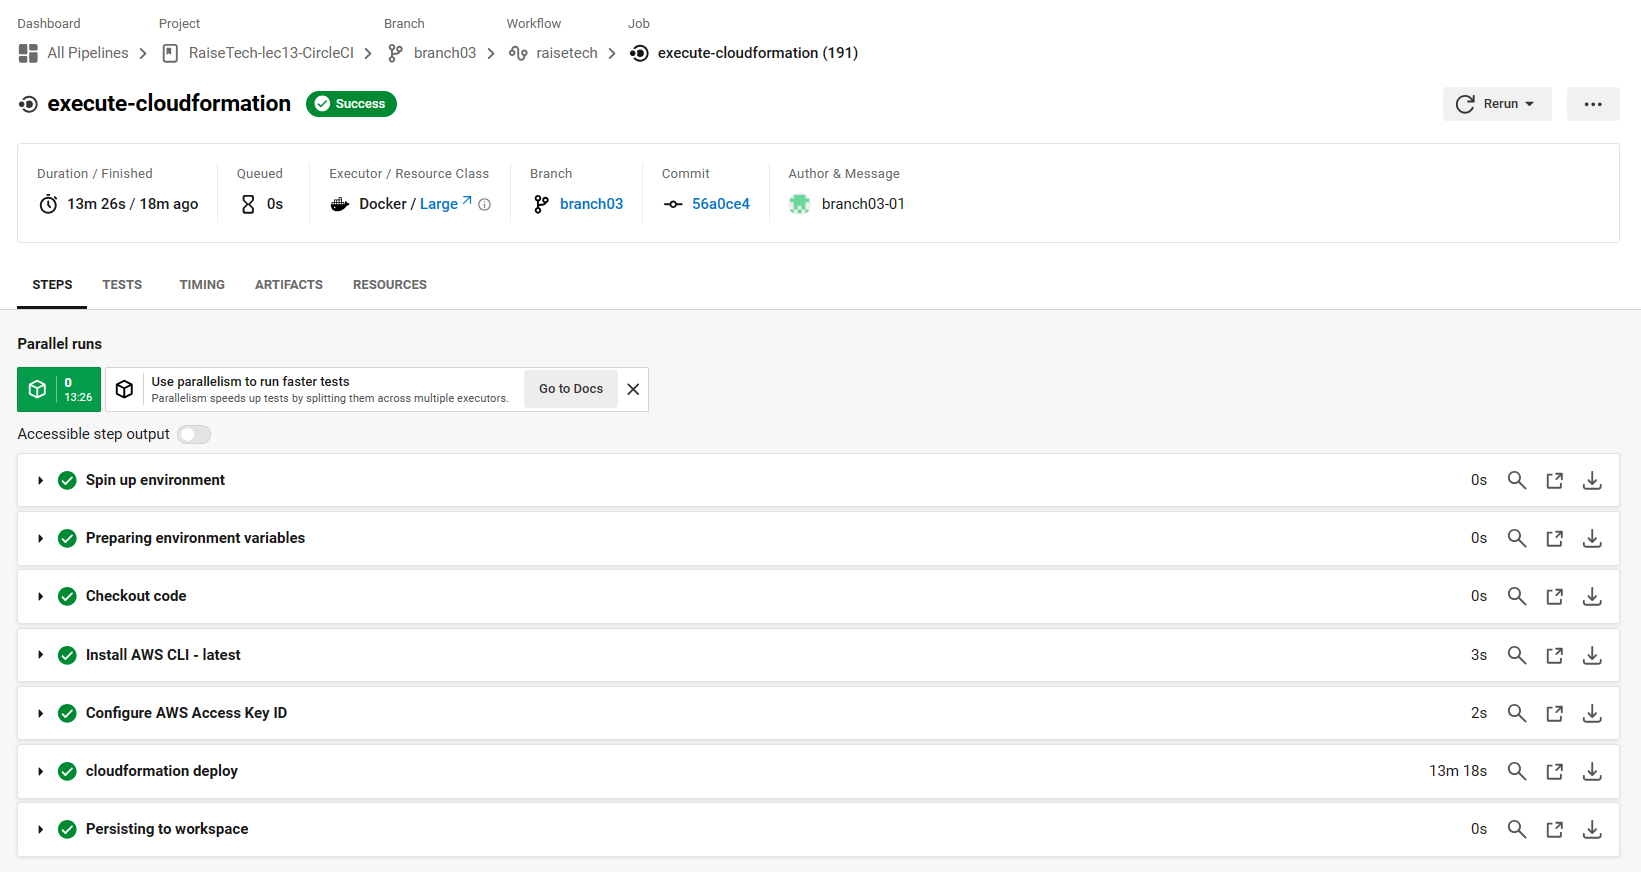 Dashboard Project Branch Workflow Job
All Pipelines RaiseTech-lec13-CircleCI branch03 raisetech execute-cloudformation (191)
execute-cloudformation Success Rerun
Duration / Finished Queued Executor / Resource Class Branch Commit Author & Message
13m 26s / 18m ago 0s Docker / Large branch03 56a0ce4 branch03-01
STEPS TESTS TIMING ARTIFACTS RESOURCES
Parallel runs
0
13:26
Use parallelism to run faster tests
Parallelism speeds up tests by splitting them across multiple executors.
Go to Docs
Accessible step output
Spin up environment 0s
Preparing environment variables 0s
Checkout code 0s
Install AWS CLI - latest 3s
Configure AWS Access Key ID 2s
cloudformation deploy 13m 18s
Persisting to workspace 0s